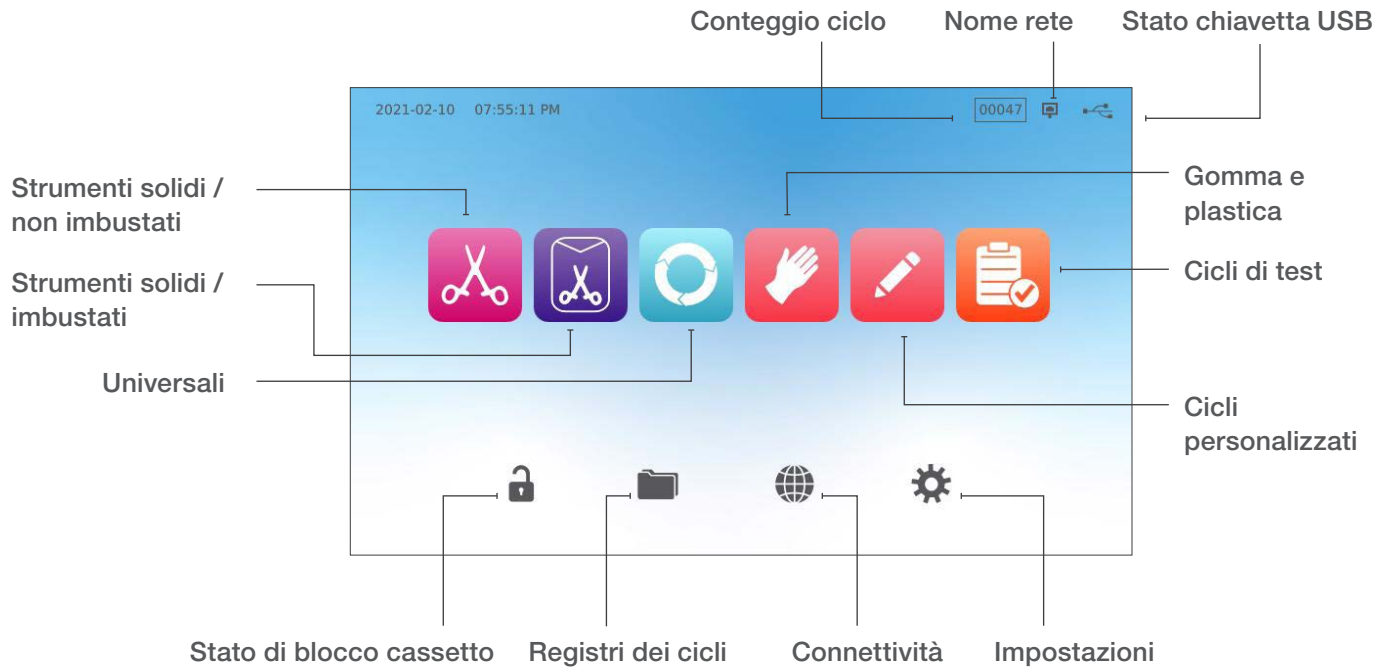 Conteggio ciclo Nome rete Stato chiavetta USB
2021-02-10 07:55:11 PM 00047
Strumenti solidi /
non imbustati
Gomma e
plastica
Strumenti solidi /
imbustati
Cicli di test
Universali
Cicli
personalizzati
Stato di blocco cassetto Registri dei cicli Connettività Impostazioni